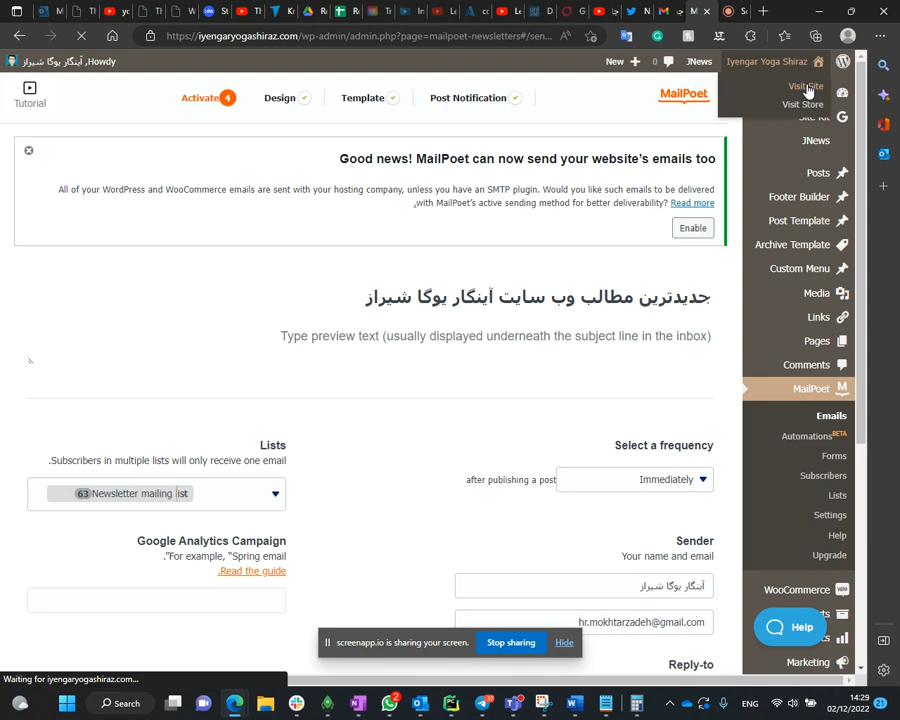 https://iyengaryogashiraz.com/wp-admin/admin.php?page=mailpoet-newsletters#/sen...
Howdy, آینگار یوگا شیراز
New
0
JNews
Iyengar Yoga Shiraz
Visit Site
Visit Store
Tutorial
Activate 4
Design
Template
Post Notification
MailPoet
Site Kit
JNews
Posts
Footer Builder
Post Template
Archive Template
Custom Menu
Media
Links
Pages
Comments
MailPoet
Emails
Automations BETA
Forms
Subscribers
Lists
Settings
Help
Upgrade
WooCommerce
Marketing
Good news! MailPoet can now send your website's emails too
All of your WordPress and WooCommerce emails are sent with your hosting company, unless you have an SMTP plugin. Would you like such emails to be delivered
.with MailPoet's active sending method for better deliverability? Read more
Enable
جدیدترین مطالب وب سایت آینگار یوگا شیراز
Type preview text (usually displayed underneath the subject line in the inbox)
Lists
.Subscribers in multiple lists will only receive one email
63 Newsletter mailing list
Select a frequency
after publishing a post
Immediately
Google Analytics Campaign
."For example, "Spring email
.Read the guide
Sender
Your name and email
آینگار یوگا شیراز
hr.mokhtarzadeh@gmail.com
Reply-to
screenapp.io is sharing your screen.
Stop sharing
Hide
Help
Waiting for iyengaryogashiraz.com...
Search
2
ENG
14:29
02/12/2022
21